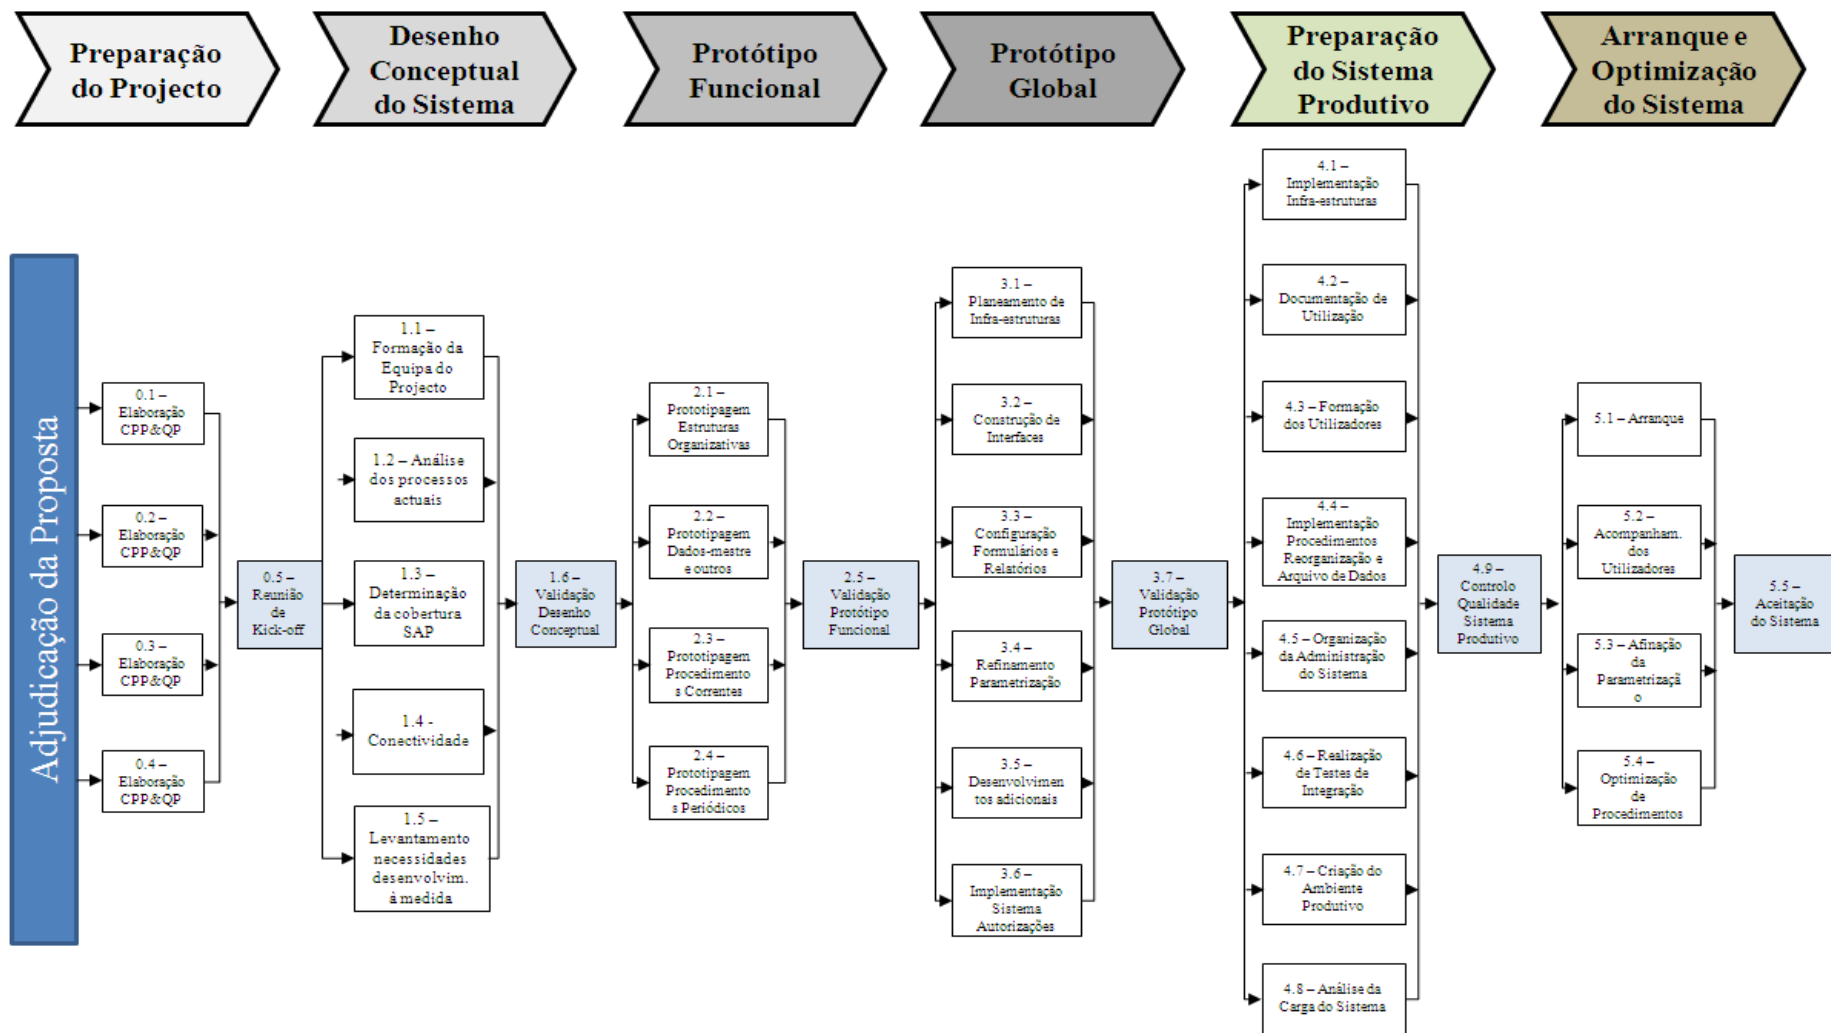 Preparação
do Projecto
Desenho
Conceptual
do Sistema
Protótipo
Funcional
Protótipo
Global
Preparação
do Sistema
Produtivo
Arranque e
Optimização
do Sistema
Adjudicação da Proposta
0.1 –
Elaboração
CPP&QP
0.2 –
Elaboração
CPP&QP
0.3 –
Elaboração
CPP&QP
0.4 –
Elaboração
CPP&QP
0.5 –
Reunião
de
Kick-off
1.1 –
Formação da
Equipa do
Projecto
1.2 – Análise
dos processos
actuais
1.3 –
Determinação
da cobertura
SAP
1.4 -
Conectividade
1.5 –
Levantamento
necessidades
desenvolvim.
à medida
1.6 –
Validação
Desenho
Conceptual
2.1 –
Prototipagem
Estruturas
Organizativas
2.2 –
Prototipagem
Dados-mestre
e outros
2.3 –
Prototipagem
Procedimento
s Correntes
2.4 –
Prototipagem
Procedimento
s Periódicos
2.5 –
Validação
Protótipo
Funcional
3.1 –
Planeamento de
Infra-estruturas
3.2 –
Construção de
Interfaces
3.3 –
Configuração
Formulários e
Relatórios
3.4 –
Refinamento
Parametrização
3.5 –
Desenvolvimen
tos adicionais
3.6 –
Implementação
Sistema
Autorizações
3.7 –
Validação
Protótipo
Global
4.1 –
Implementação
Infra-estruturas
4.2 –
Documentação de
Utilização
4.3 – Formação
dos Utilizadores
4.4 –
Implementação
Procedimentos
Reorganização e
Arquivo de Dados
4.5 – Organização
da Administração
do Sistema
4.6 – Realização
de Testes de
Integração
4.7 – Criação do
Ambiente
Produtivo
4.8 – Análise da
Carga do Sistema
4.9 –
Controlo
Qualidade
Sistema
Produtivo
5.1 – Arranque
5.2 –
Acompanham.
dos
Utilizadores
5.3 – Afinação
da
Parametrizaçã
o
5.4 –
Optimização
de
Procedimentos
5.5 –
Aceitação
do Sistema